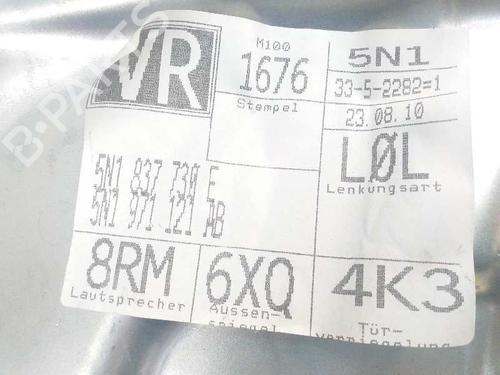 VR
M100
1676
Stempel
5N1
33-5-2282=1
23.08.10
LØL
Lenkungsart
5N1 837 E
5N1 971 121 AB
8RM
Lautsprecher
6XQ
Aussen-
spiegel
4K3
Tür-
verriegelung
B-PARTS